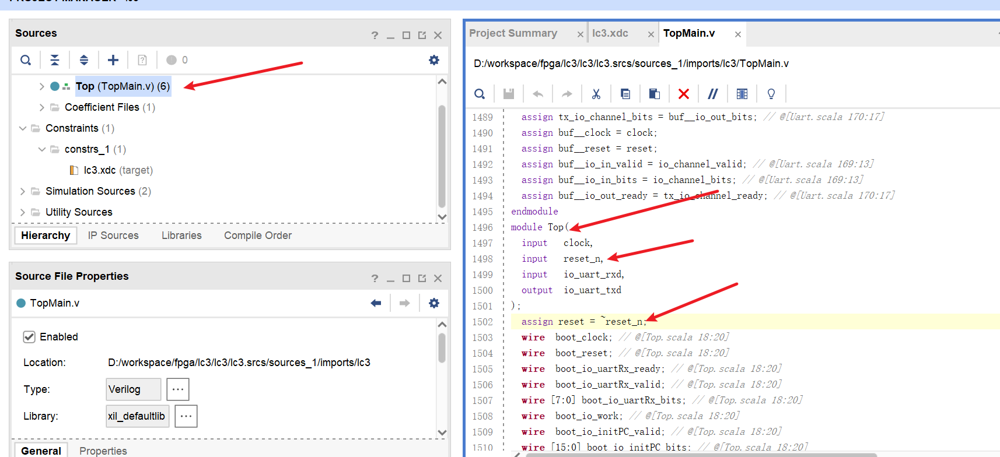 Sources
? _
0
Top (TopMain.v) (6)
Coefficient Files (1)
Constraints (1)
constrs_1 (1)
lc3.xdc (target)
Simulation Sources (2)
Utility Sources
Hierarchy IP Sources Libraries Compile Order
Source File Properties
? _
TopMain.v
Enabled
Location: D:/workspace/fpga/lc3/lc3/lc3.srcs/sources_1/imports/lc3
Type: Verilog ...
Library: xil_defaultlib ...
General Properties
Project Summary × lc3.xdc × TopMain.v ×
D:/workspace/fpga/lc3/lc3/lc3.srcs/sources_1/imports/lc3/TopMain.v
1489 assign tx_io_channel_bits = buf__io_out_bits; // @[Uart.scala 170:17]
1490 assign buf__clock = clock;
1491 assign buf__reset = reset;
1492 assign buf__io_in_valid = io_channel_valid; // @[Uart.scala 169:13]
1493 assign buf__io_in_bits = io_channel_bits; // @[Uart.scala 169:13]
1494 assign buf__io_out_ready = tx_io_channel_ready; // @[Uart.scala 170:17]
1495 endmodule
1496 module Top(
1497 input clock,
1498 input reset_n,
1499 input io_uart_rxd,
1500 output io_uart_txd
1501 );
1502 assign reset = ~reset_n;
1503 wire boot_clock; // @[Top.scala 18:20]
1504 wire boot_reset; // @[Top.scala 18:20]
1505 wire boot_io_uartRx_ready; // @[Top.scala 18:20]
1506 wire boot_io_uartRx_valid; // @[Top.scala 18:20]
1507 wire [7:0] boot_io_uartRx_bits; // @[Top.scala 18:20]
1508 wire boot_io_work; // @[Top.scala 18:20]
1509 wire boot_io_initPC_valid; // @[Top.scala 18:20]
1510 wire [15:0] boot_io_initPC_bits; // @[Top.scala 18:20]